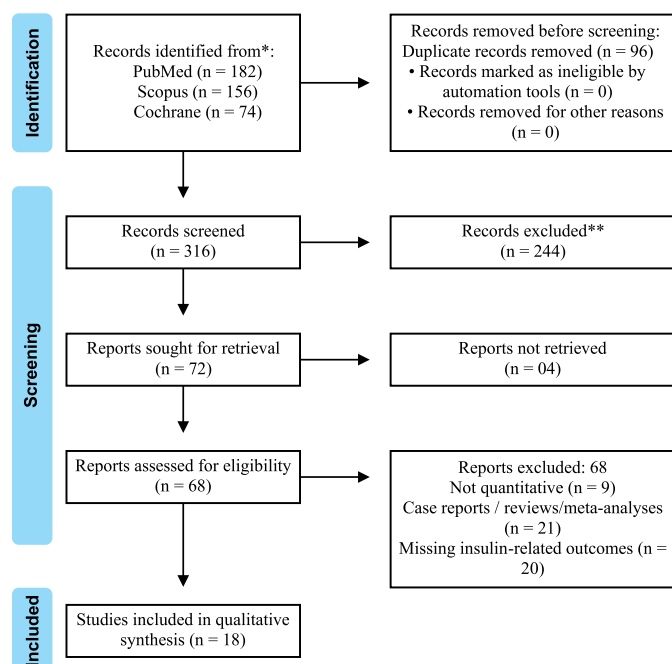 Identification
Records identified from*:
PubMed (n = 182)
Scopus (n = 156)
Cochrane (n = 74)
Records removed before screening:
Duplicate records removed (n = 96)
• Records marked as ineligible by
automation tools (n = 0)
• Records removed for other reasons
(n = 0)
Screening
Records screened
(n = 316)
Records excluded**
(n = 244)
Reports sought for retrieval
(n = 72)
Reports not retrieved
(n = 04)
Reports assessed for eligibility
(n = 68)
Reports excluded: 68
Not quantitative (n = 9)
Case reports / reviews/meta-analyses
(n = 21)
Missing insulin-related outcomes (n =
20)
Included
Studies included in qualitative
synthesis (n = 18)